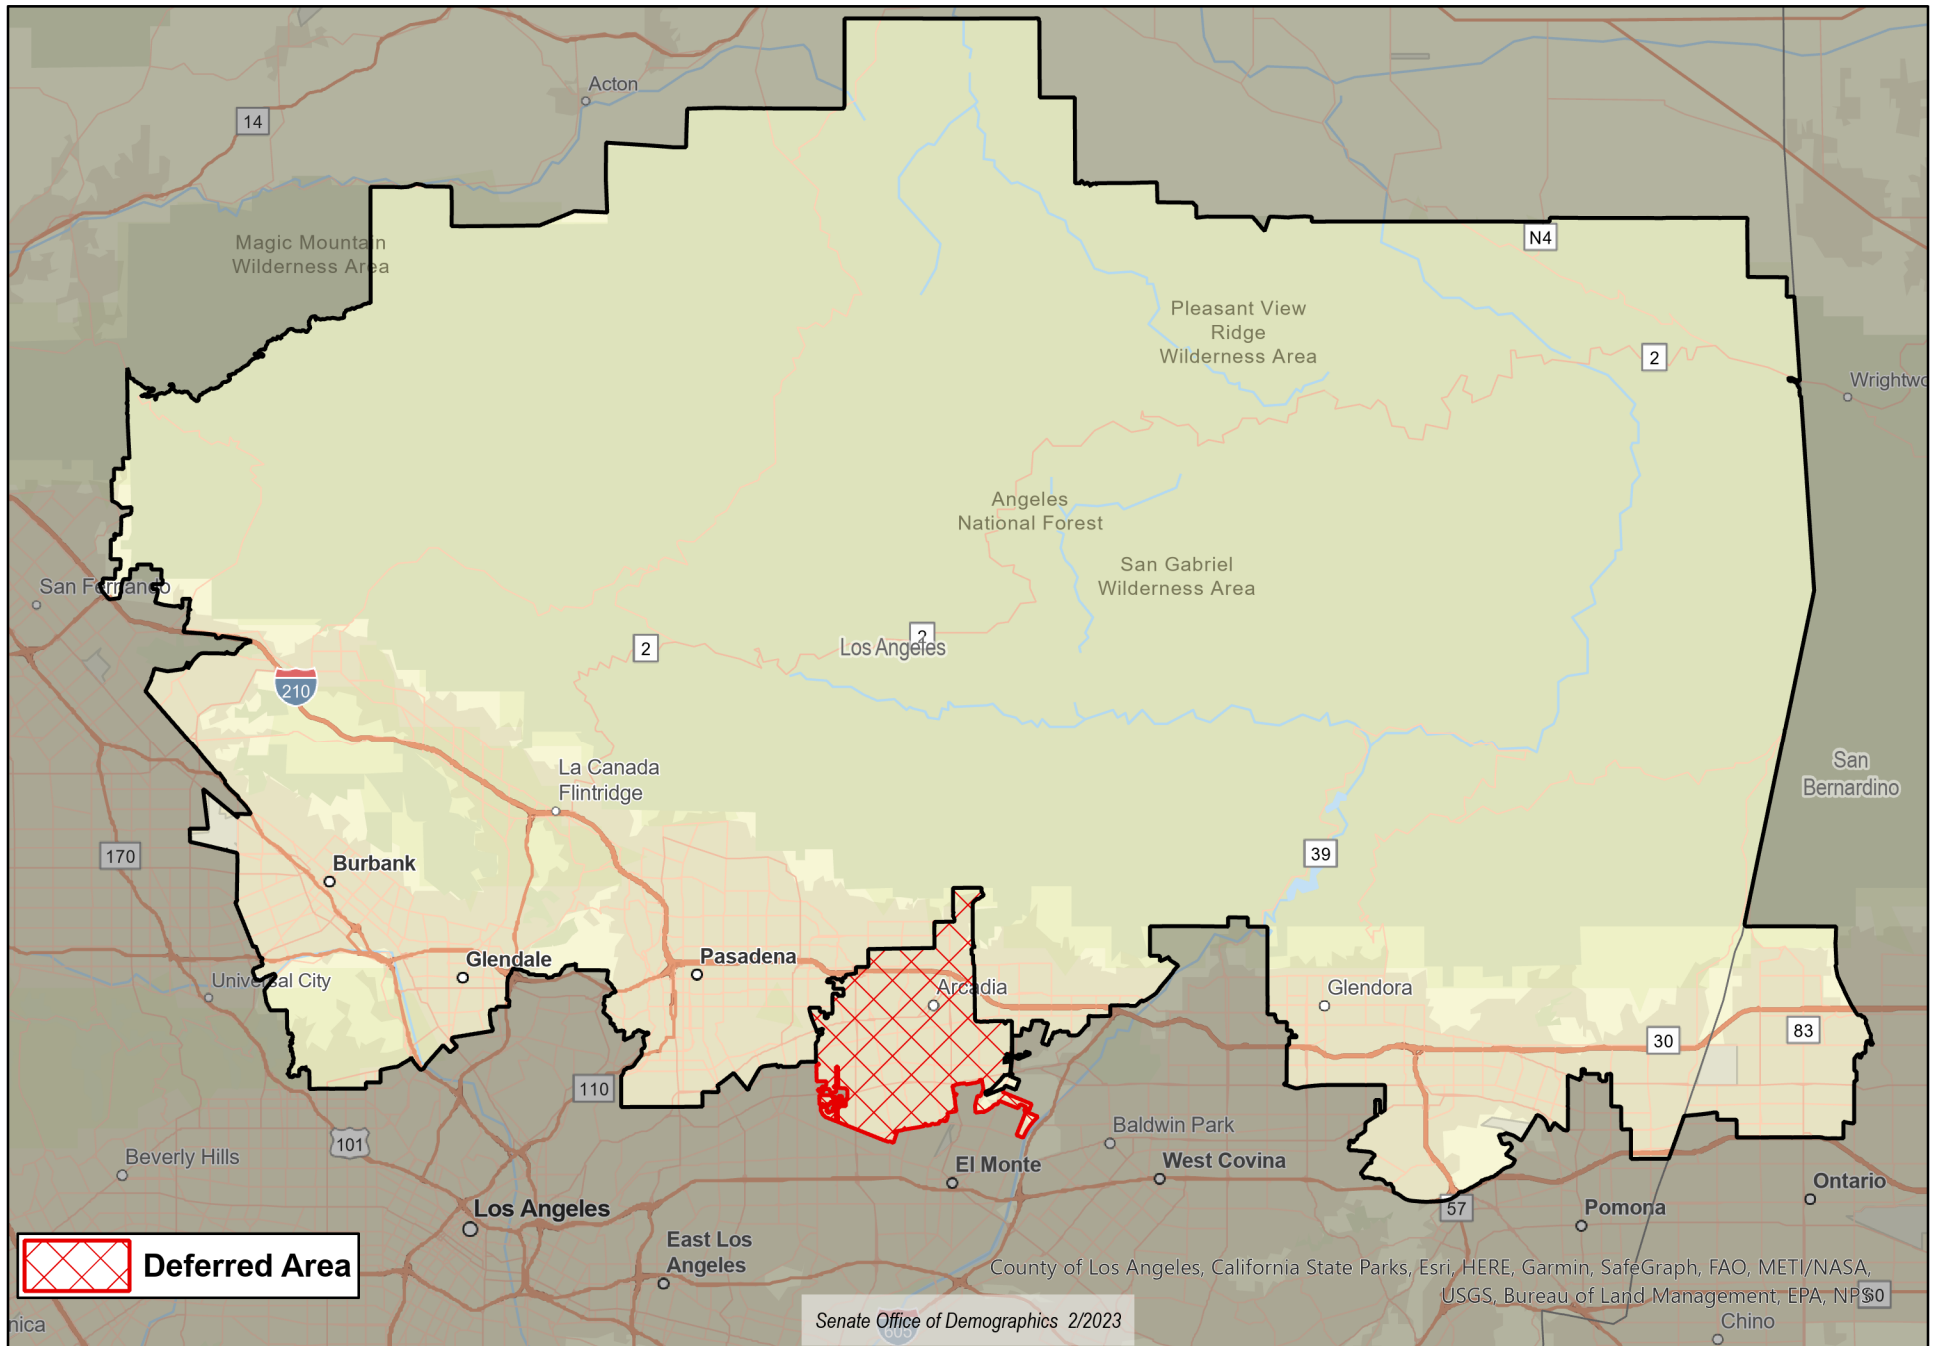 Acton
14
Magic Mountain
Wilderness Area
N4
Pleasant View
Ridge
Wilderness Area
2
Angeles
National Forest
San Gabriel
Wilderness Area
San Fernando
2
2
Los Angeles
210
La Canada
Flintridge
San
Bernardino
39
170
Burbank
Glendale
Pasadena
Universal City
Arcadia
Glendora
30
83
110
101
Baldwin Park
Beverly Hills
El Monte
West Covina
Ontario
Los Angeles
57
Pomona
East Los
Angeles
Deferred Area
County of Los Angeles, California State Parks, Esri, HERE, Garmin, SafeGraph, FAO, METI/NASA,
USGS, Bureau of Land Management, EPA, NPS
60
Senate Office of Demographics 2/2023
605
Chino
Wrightwo
nica